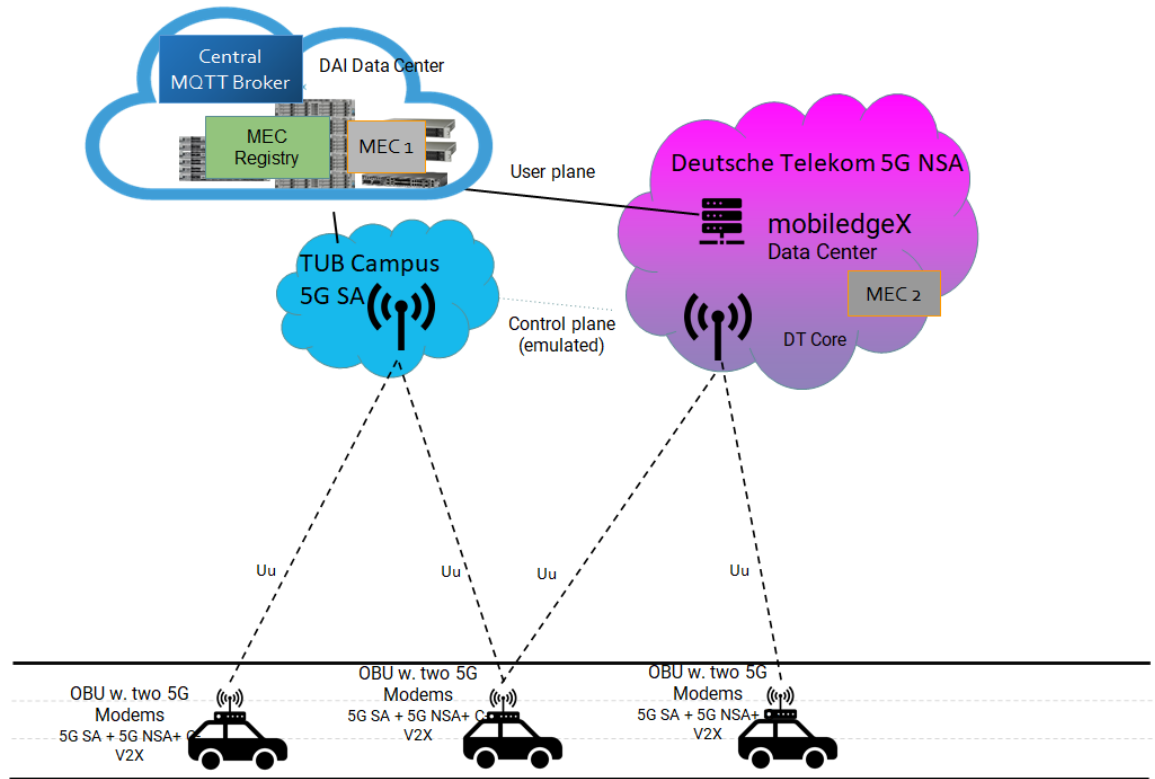 Central
MQTT Broker
DAI Data Center
MEC
Registry
MEC 1
User plane
Deutsche Telekom 5G NSA
mobiledgeX
Data Center
MEC 2
DT Core
TUB Campus
5G SA
Control plane
(emulated)
Uu
Uu
Uu
Uu
OBU w. two 5G
Modems
5G SA + 5G NSA+ C-
V2X
OBU w. two 5G
Modems
5G SA + 5G NSA+ C-
V2X
OBU w. two 5G
Modems
5G SA + 5G NSA+
V2X